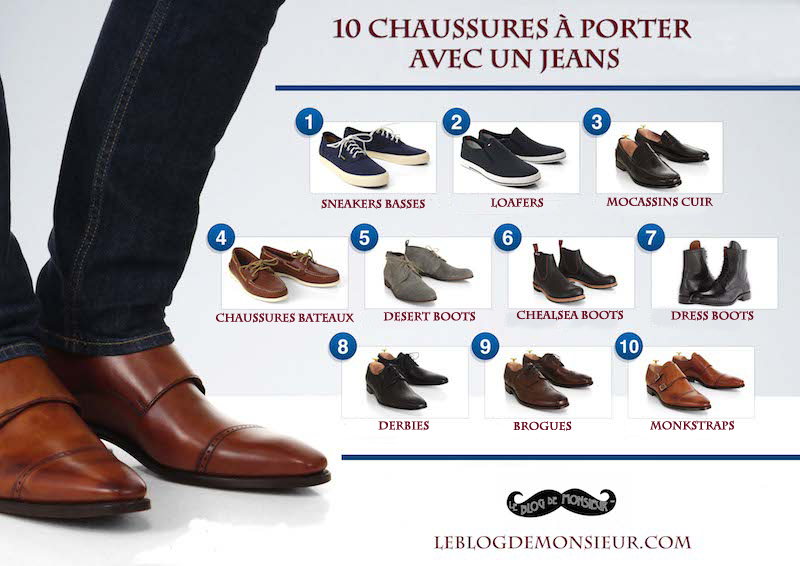 10 CHAUSSURES À PORTER
AVEC UN JEANS
1
2
3
SNEAKERS BASSES
LOAFERS
MOCASSINS CUIR
4
5
6
7
CHAUSSURES BATEAUX
DESERT BOOTS
CHEALSEA BOOTS
DRESS BOOTS
8
9
10
DERBIES
BROGUES
MONKSTRAPS
LE BLOG DE MONSIEUR
LEBLOGDEMONSIEUR.COM